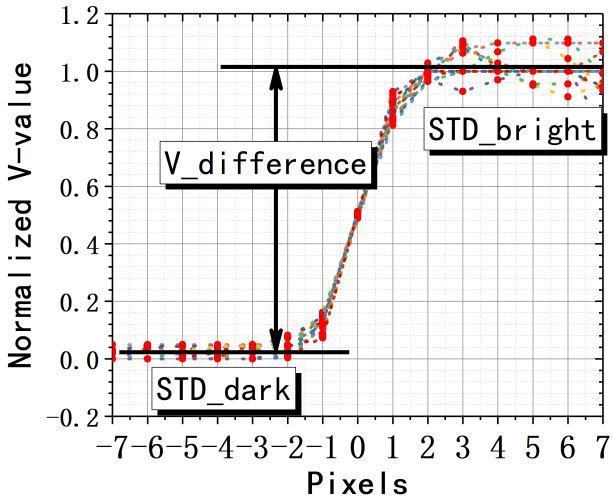 Normalized V-value
1.2
1.0
0.8
0.6
0.4
0.2
0.0
-0.2
STD_bright
V_difference
STD_dark
-7 -6 -5 -4 -3 -2 -1 0 1 2 3 4 5 6 7
Pixels